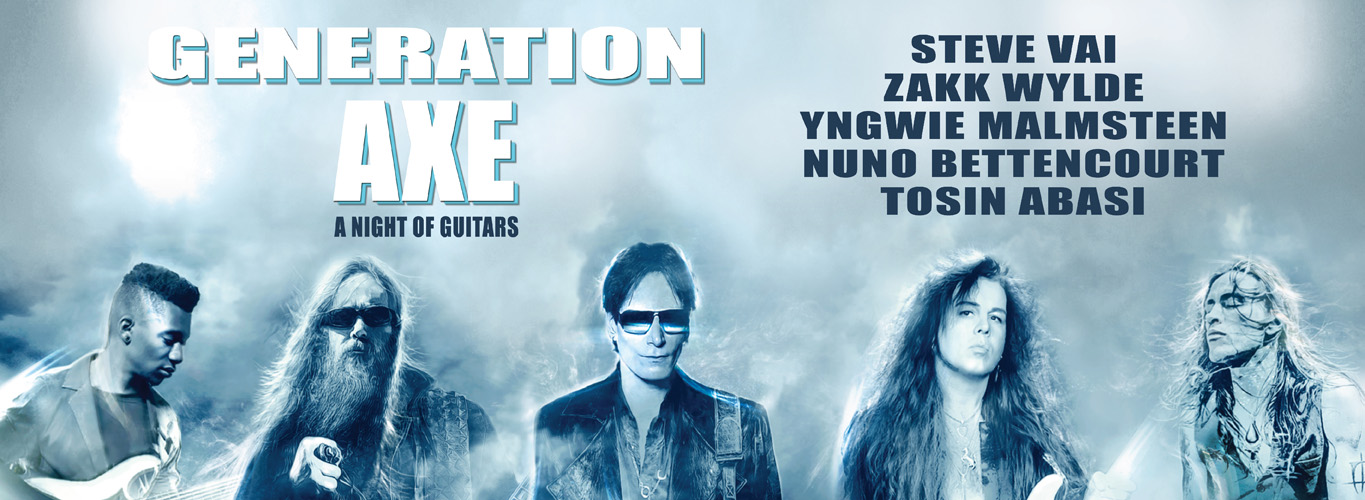 GENERATION
AXE
A NIGHT OF GUITARS
STEVE VAI
ZAKK WYLDE
YNGWIE MALMSTEEN
NUNO BETTENCOURT
TOSIN ABASI